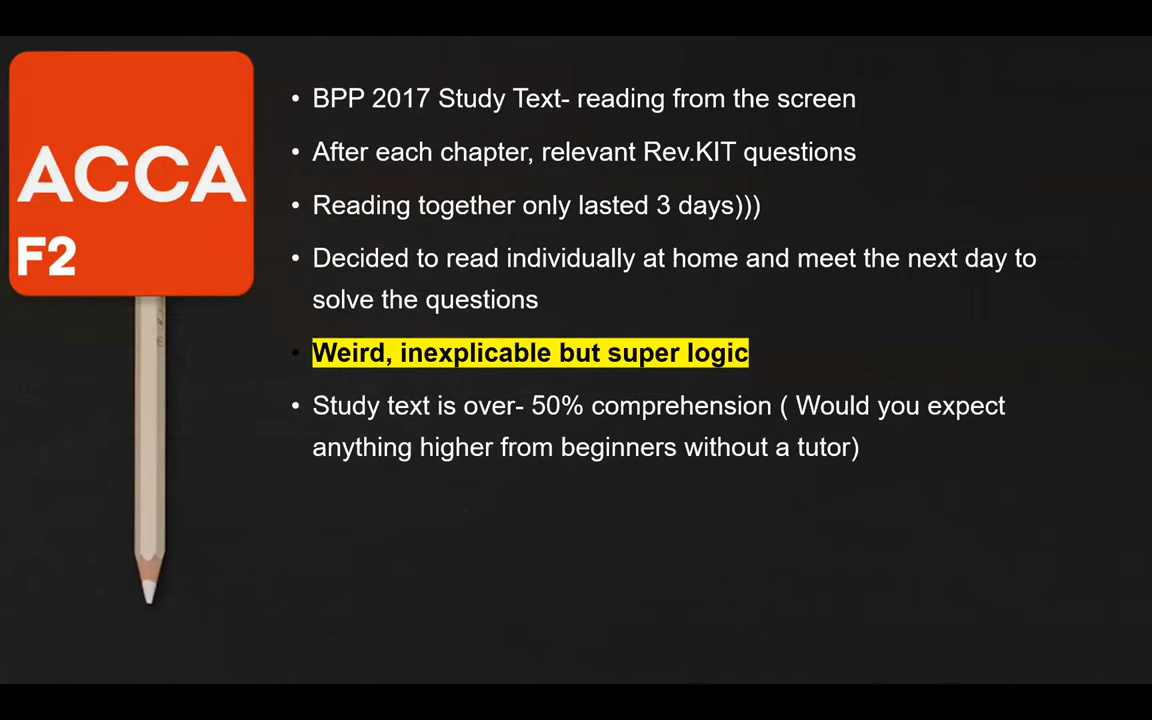 ACCA
F2
• BPP 2017 Study Text- reading from the screen
• After each chapter, relevant Rev.KIT questions
• Reading together only lasted 3 days)))
• Decided to read individually at home and meet the next day to
solve the questions
• Weird, inexplicable but super logic
• Study text is over- 50% comprehension ( Would you expect
anything higher from beginners without a tutor)